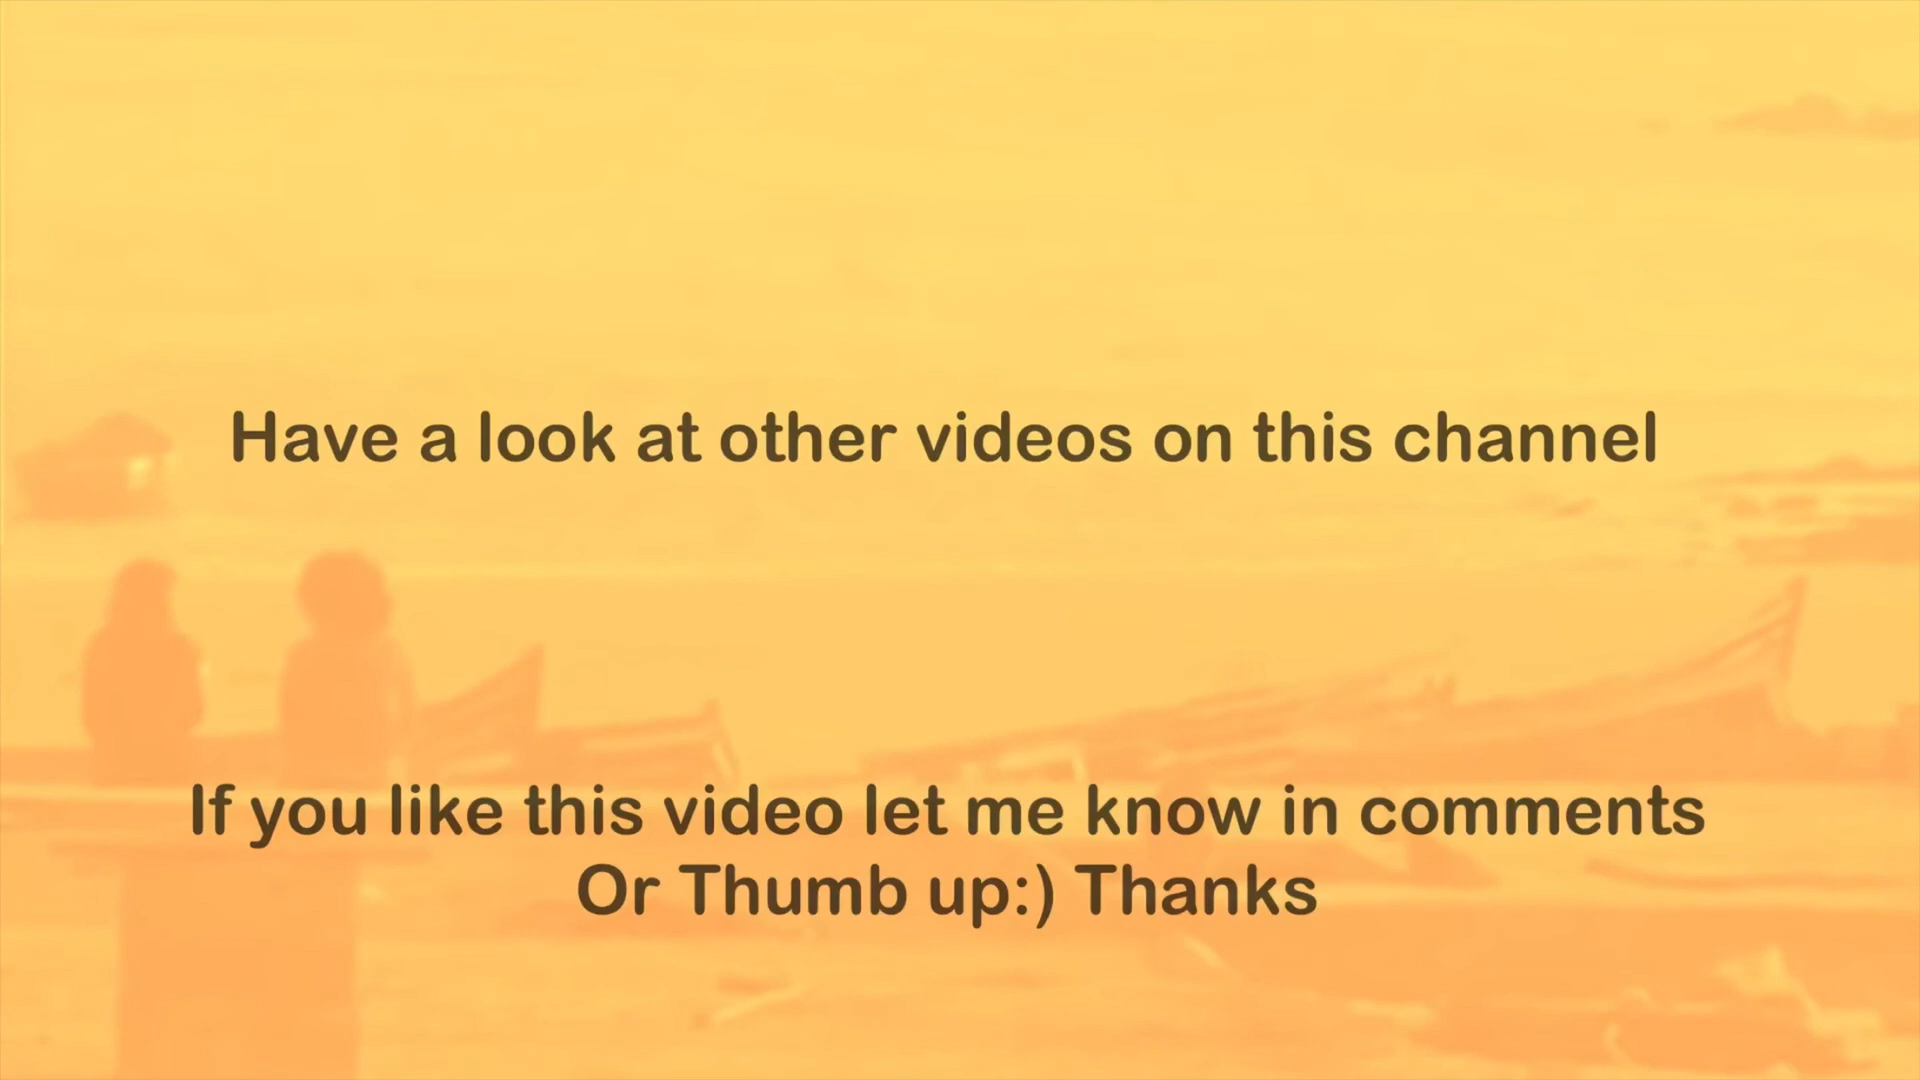 Have a look at other videos on this channel
If you like this video let me know in comments
Or Thumb up:) Thanks